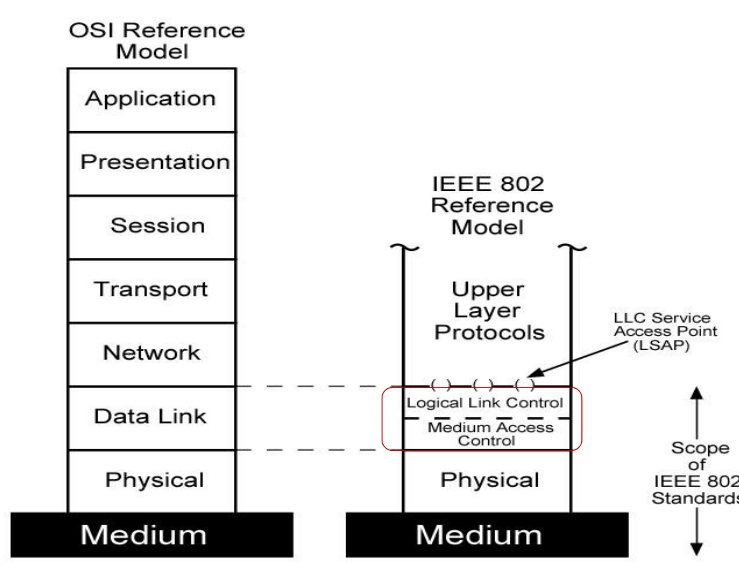 OSI Reference
Model
Application
Presentation
Session
Transport
Network
Data Link
Physical
Medium
IEEE 802
Reference
Model
Upper
Layer
Protocols
LLC Service
Access Point
(LSAP)
Logical Link Control
Medium Access
Control
Physical
Medium
Scope
of
IEEE 802
Standards